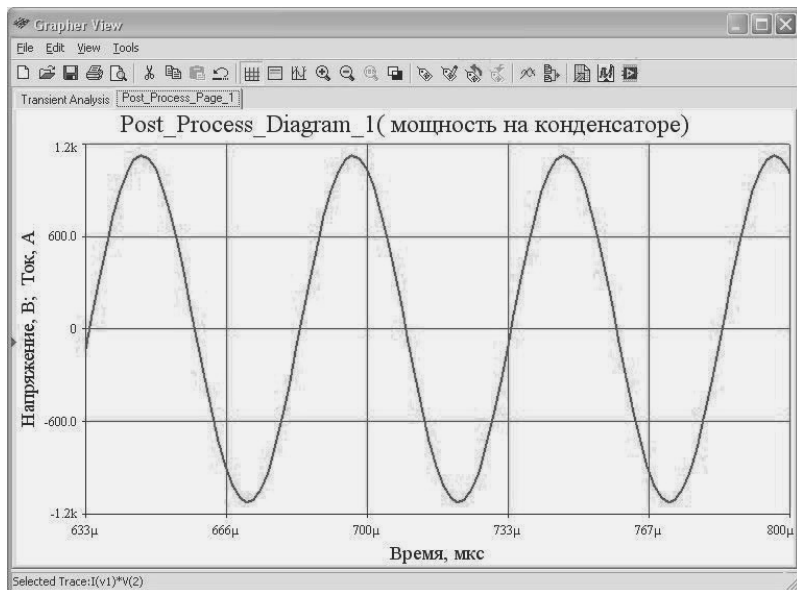 Grapher View
File Edit View Tools
Transient Analysis Post_Process_Page_1
Post_Process_Diagram_1( мощность на конденсаторе)
1.2k
600.0
0
-600.0
-1.2k
Напряжение, В; Ток, А
633µ 666µ 700µ 733µ 767µ 800µ
Время, мкс
Selected Trace:I(v1)*V(2)